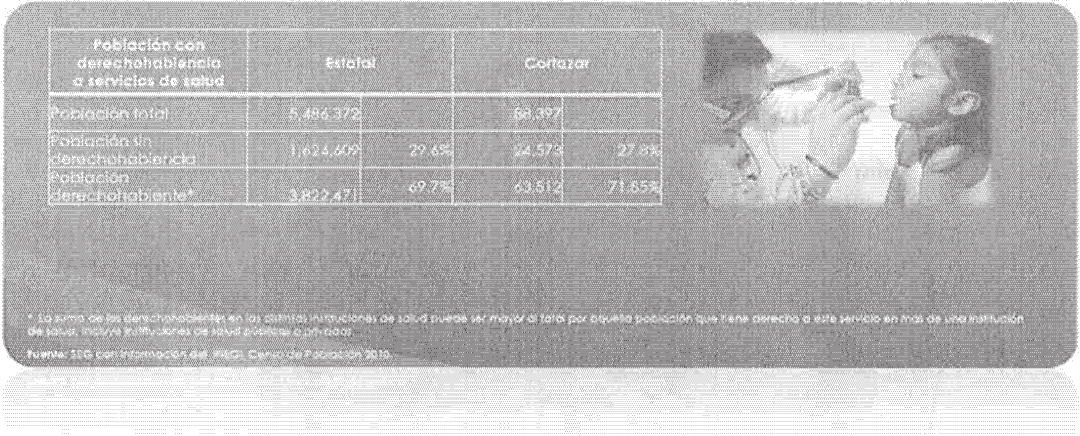 Población con
derechohabiencia
a servicios de salud
Estatal
Cortazar
Población total 5,486,372 88,397
Población sin
derechohabiencia 1,624,609 29.6% 24,573 27.8%
Población
derechohabiente* 3,822,471 69.7% 63,512 71.85%
* La suma de los derechohabientes en las distintas instituciones de salud puede ser mayor al total por aquella población que tiene derecho a este servicio en más de una institución
de salud. Incluye instituciones de salud públicas o privadas.
Fuente: SEG con información del INEGI, Censo de Población 2010.